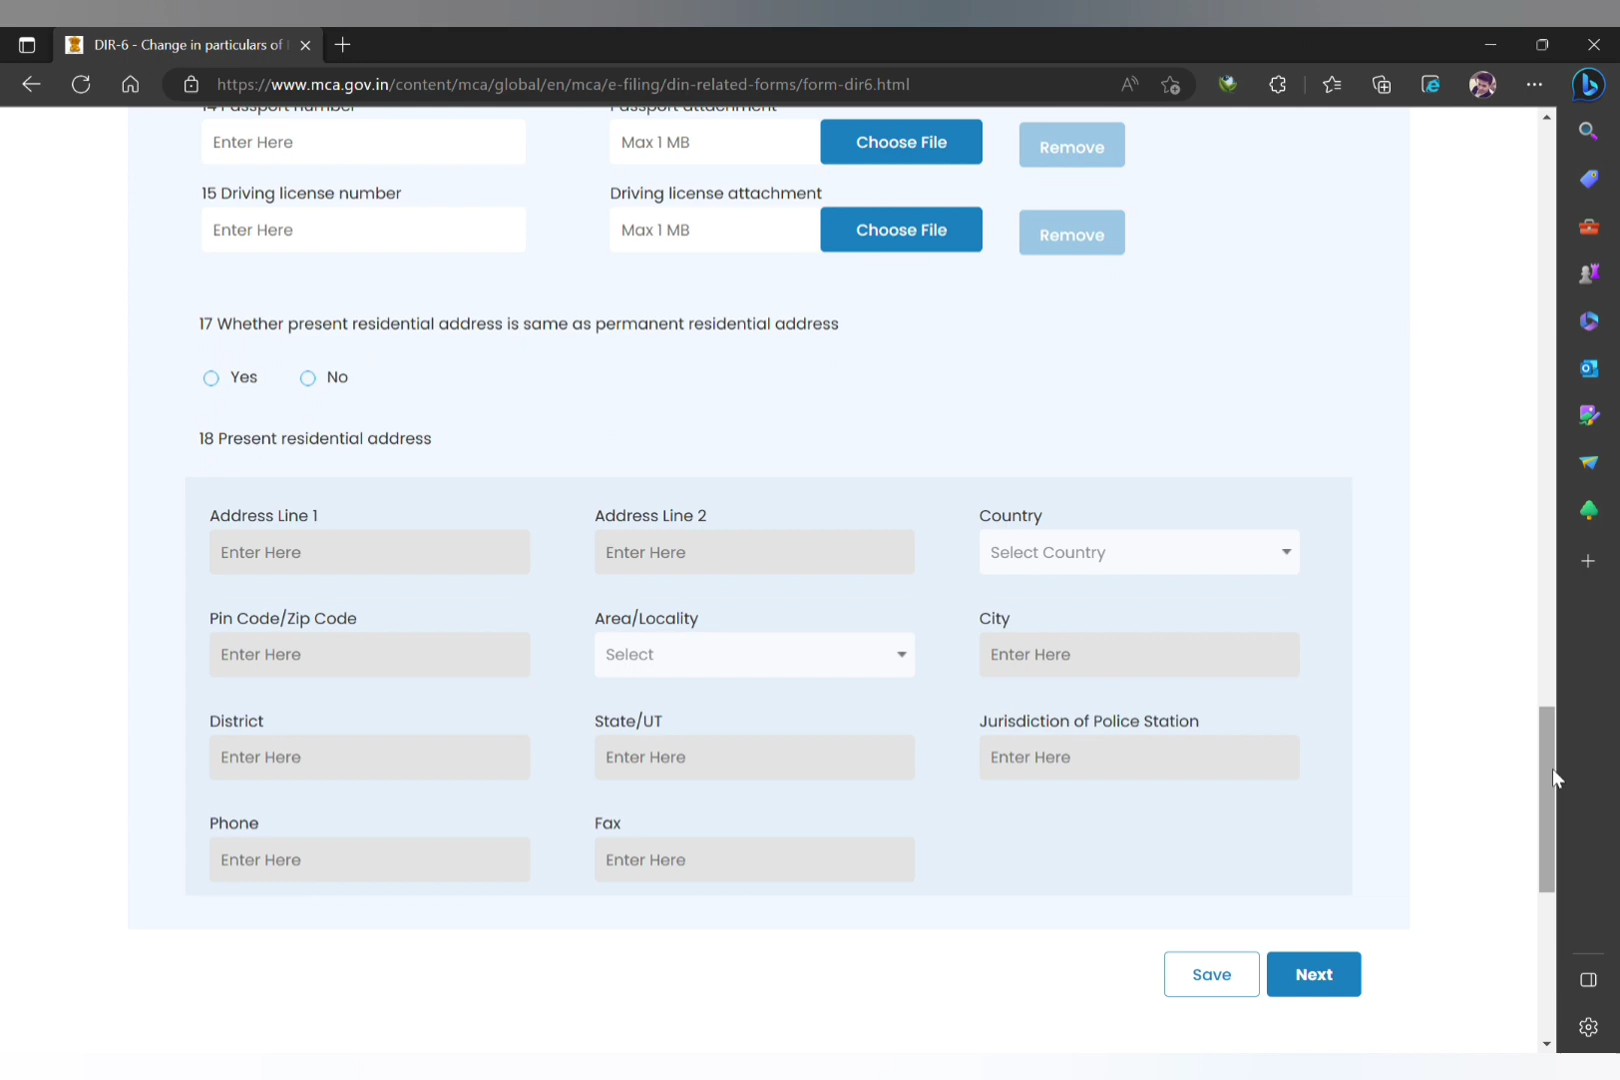 DIR-6 - Change in particulars of
https://www.mca.gov.in/content/mca/global/en/mca/e-filing/din-related-forms/form-dir6.html
14 Passport number
Passport attachment
Enter Here
Max 1 MB
Choose File
Remove
15 Driving license number
Driving license attachment
Enter Here
Max 1 MB
Choose File
Remove
17 Whether present residential address is same as permanent residential address
Yes
No
18 Present residential address
Address Line 1
Address Line 2
Country
Enter Here
Enter Here
Select Country
Pin Code/Zip Code
Area/Locality
City
Enter Here
Select
Enter Here
District
State/UT
Jurisdiction of Police Station
Enter Here
Enter Here
Enter Here
Phone
Fax
Enter Here
Enter Here
Save
Next